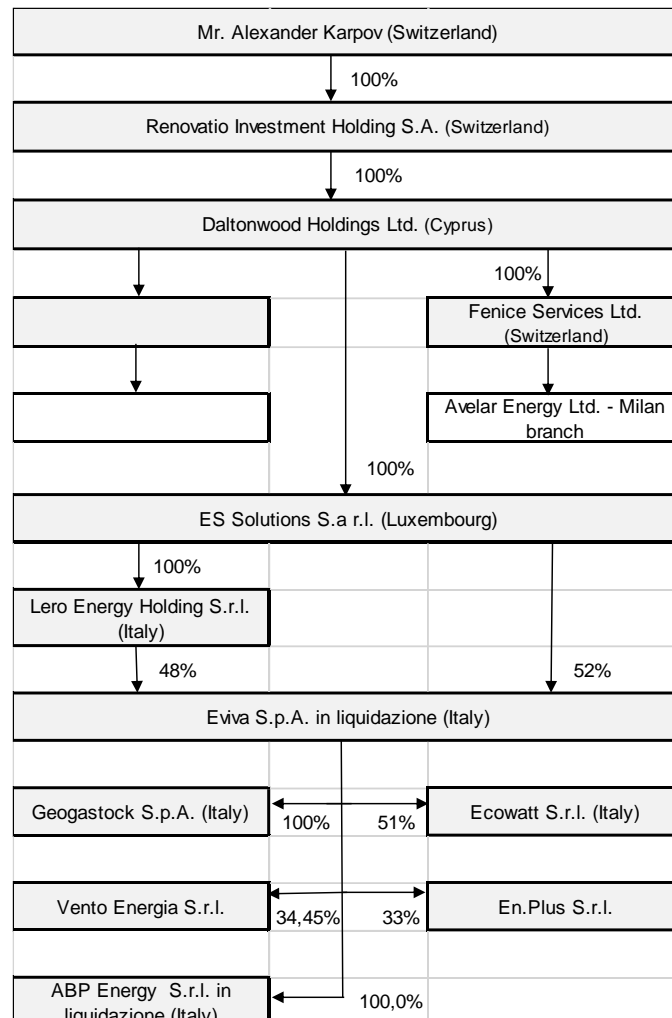 Mr. Alexander Karpov (Switzerland)
100%
Renovatio Investment Holding S.A. (Switzerland)
100%
Daltonwood Holdings Ltd. (Cyprus)
100%
Fenice Services Ltd.
(Switzerland)
Avelar Energy Ltd. - Milan
branch
100%
ES Solutions S.a r.l. (Luxembourg)
100%
Lero Energy Holding S.r.l.
(Italy)
48%
52%
Eviva S.p.A. in liquidazione (Italy)
Geogastock S.p.A. (Italy)
100%
51%
Ecowatt S.r.l. (Italy)
Vento Energia S.r.l.
34,45%
33%
En.Plus S.r.l.
ABP Energy S.r.l. in
liquidazione (Italy)
100,0%